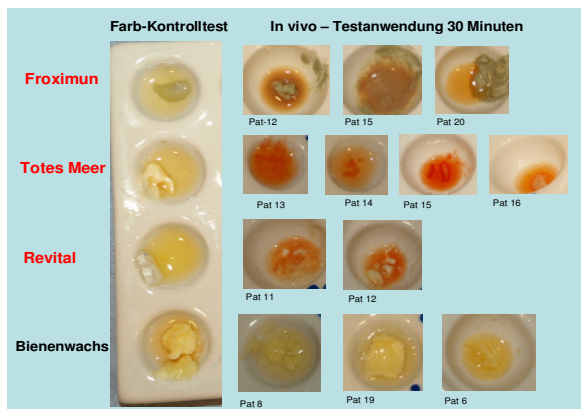 Farb-Kontrolltest In vivo – Testanwendung 30 Minuten
Froximun
Pat-12 Pat 15 Pat 20
Totes Meer
Pat 13 Pat 14 Pat 15 Pat 16
Revital
Pat 11 Pat 12
Bienenwachs
Pat 8 Pat 19 Pat 6